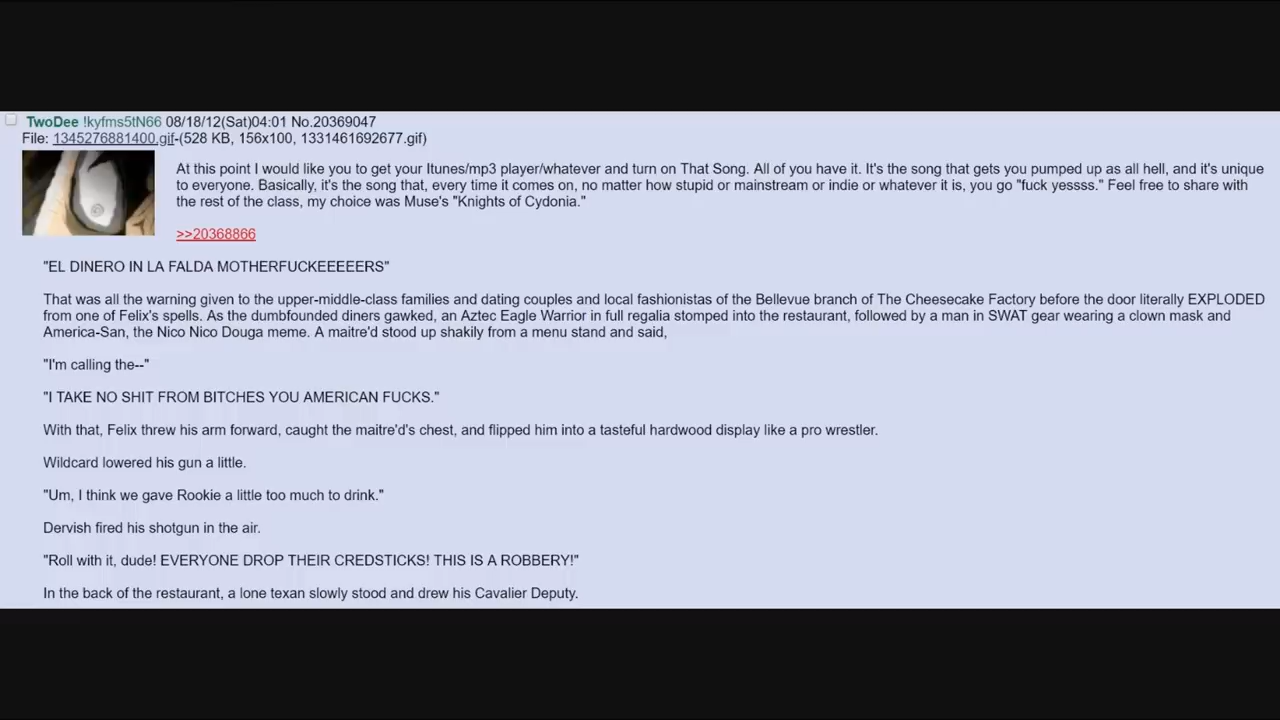 TwoDee !kyfms5tN66 08/18/12(Sat)04:01 No.20369047
File: 1345276881400.gif-(528 KB, 156x100, 1331461692677.gif)
At this point I would like you to get your Itunes/mp3 player/whatever and turn on That Song. All of you have it. It's the song that gets you pumped up as all hell, and it's unique
to everyone. Basically, it's the song that, every time it comes on, no matter how stupid or mainstream or indie or whatever it is, you go "fuck yessss." Feel free to share with
the rest of the class, my choice was Muse's "Knights of Cydonia."
>>20368866
"EL DINERO IN LA FALDA MOTHERFUCKEEEEERS"
That was all the warning given to the upper-middle-class families and dating couples and local fashionistas of the Bellevue branch of The Cheesecake Factory before the door literally EXPLODED
from one of Felix's spells. As the dumbfounded diners gawked, an Aztec Eagle Warrior in full regalia stomped into the restaurant, followed by a man in SWAT gear wearing a clown mask and
America-San, the Nico Nico Douga meme. A maitre'd stood up shakily from a menu stand and said,
"I'm calling the--"
"I TAKE NO SHIT FROM BITCHES YOU AMERICAN FUCKS."
With that, Felix threw his arm forward, caught the maitre'd's chest, and flipped him into a tasteful hardwood display like a pro wrestler.
Wildcard lowered his gun a little.
"Um, I think we gave Rookie a little too much to drink."
Dervish fired his shotgun in the air.
"Roll with it, dude! EVERYONE DROP THEIR CREDSTICKS! THIS IS A ROBBERY!"
In the back of the restaurant, a lone texan slowly stood and drew his Cavalier Deputy.